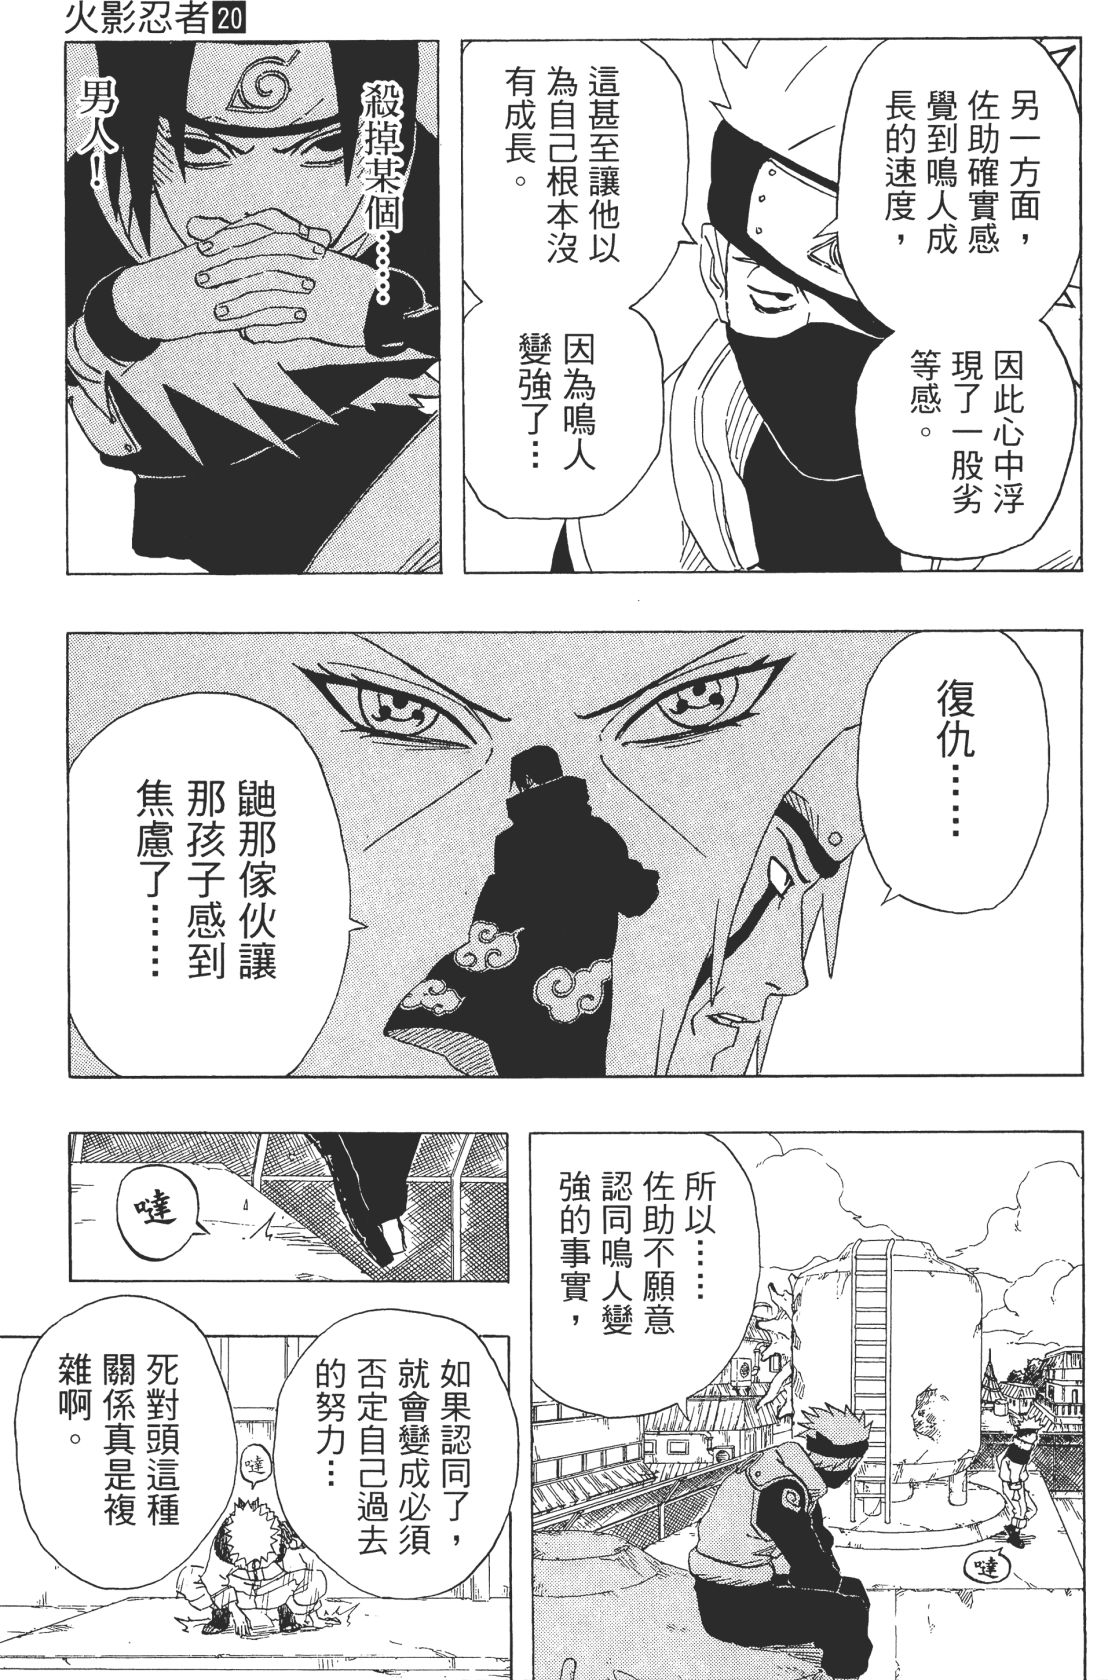 火影忍者20
另一方面，
佐助確實感
覺到鳴人成
長的速度，
因此心中浮
現了一股劣
等感。
這甚至讓他以
為自己根本沒
有成長。
因為鳴人
變強了…
殺掉某個……
男人！
復仇……
鼬那傢伙讓
那孩子感到
焦慮了……
所以……
佐助不願意
認同鳴人變
強的事實，
噠
噠
如果認同了，
就會變成必須
否定自己過去
的努力…
噠
死對頭這種
關係真是複
雜啊。